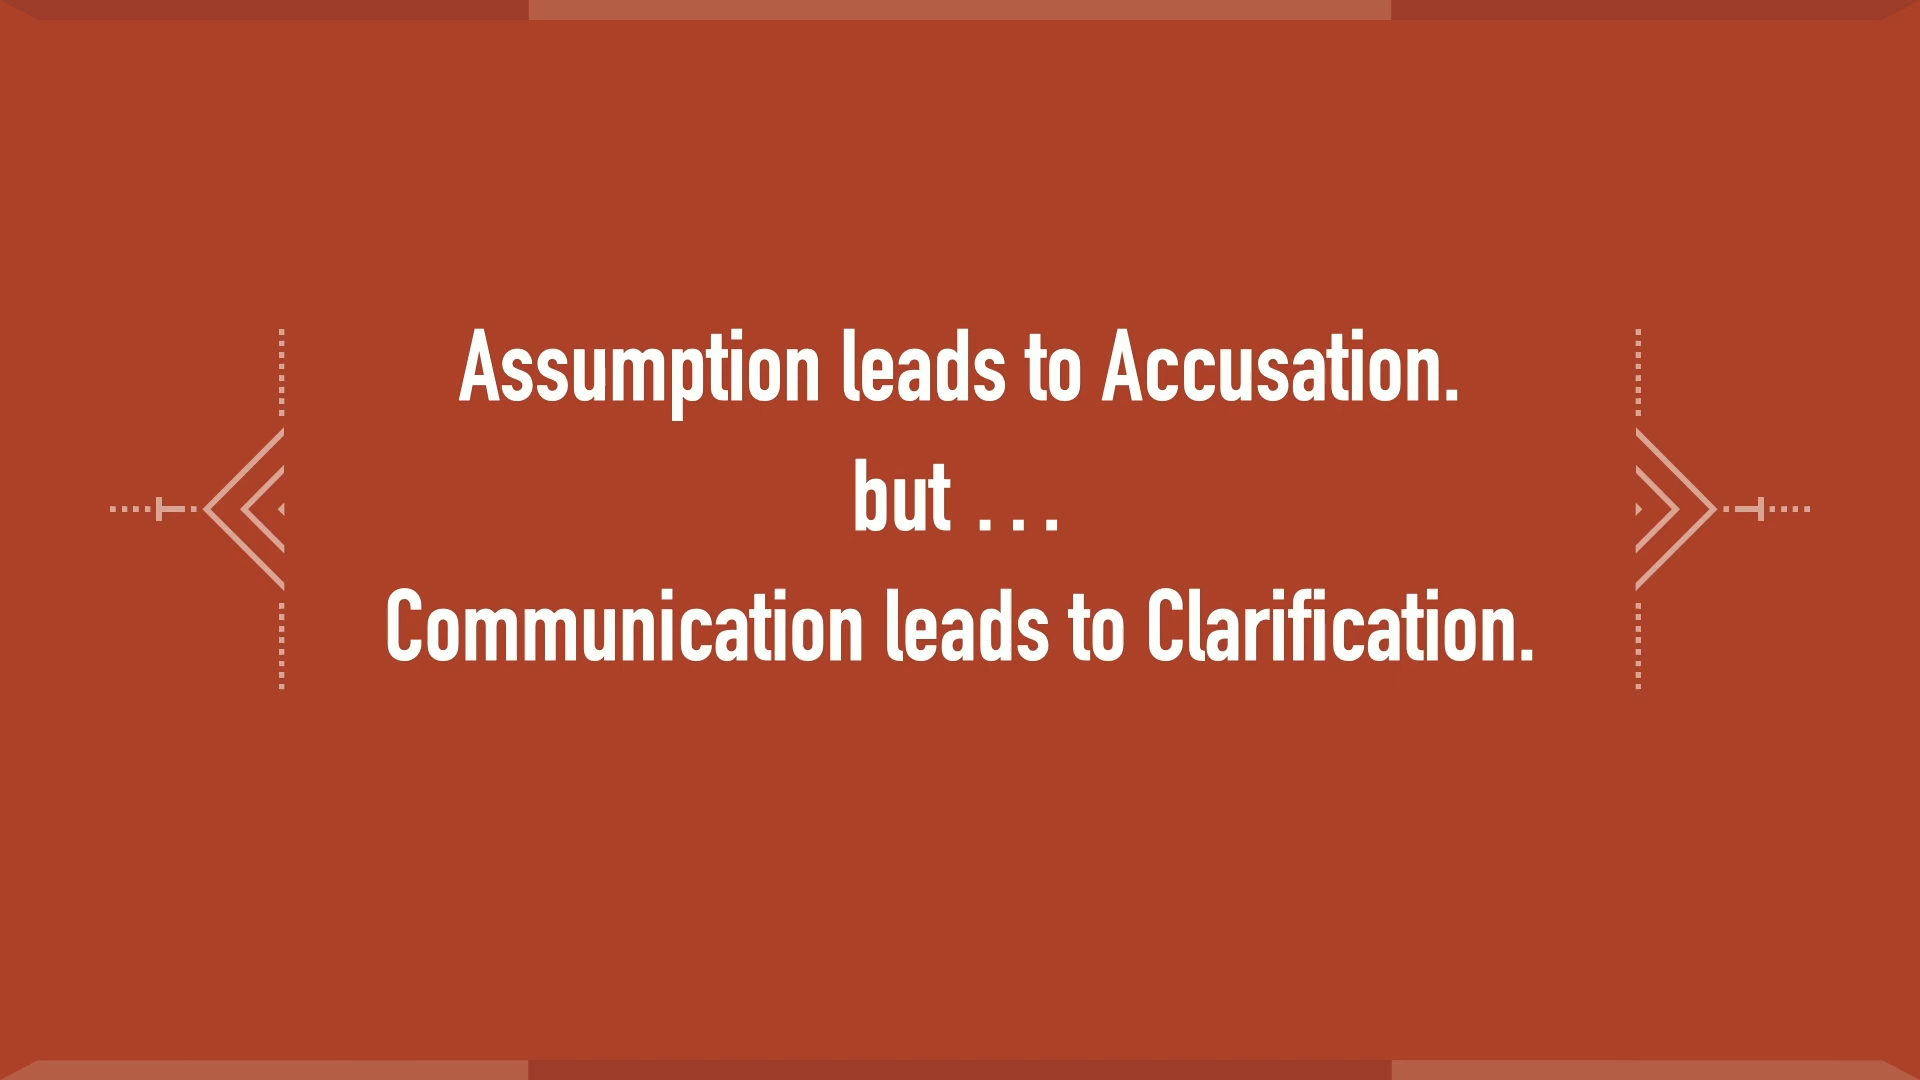 Assumption leads to Accusation.
but . . .
Communication leads to Clarification.